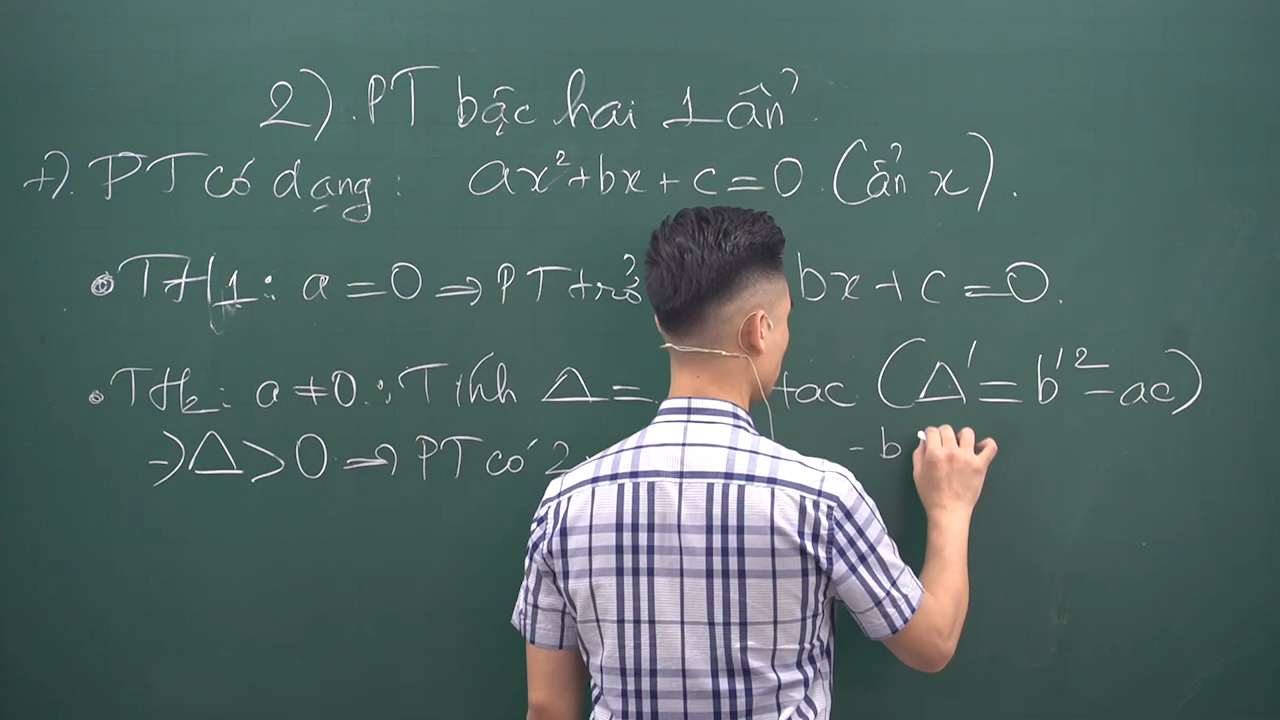 2). PT bậc hai 1 ẩn.
+). PT có dạng: ax²+bx+c=0. (ẩn x).
• TH1: a=0 => PT trở bx+c=0.
• TH2: a≠0: Tính Δ= 4ac (Δ'=b'²-ac)
→ Δ>0 => PT có 2 -b